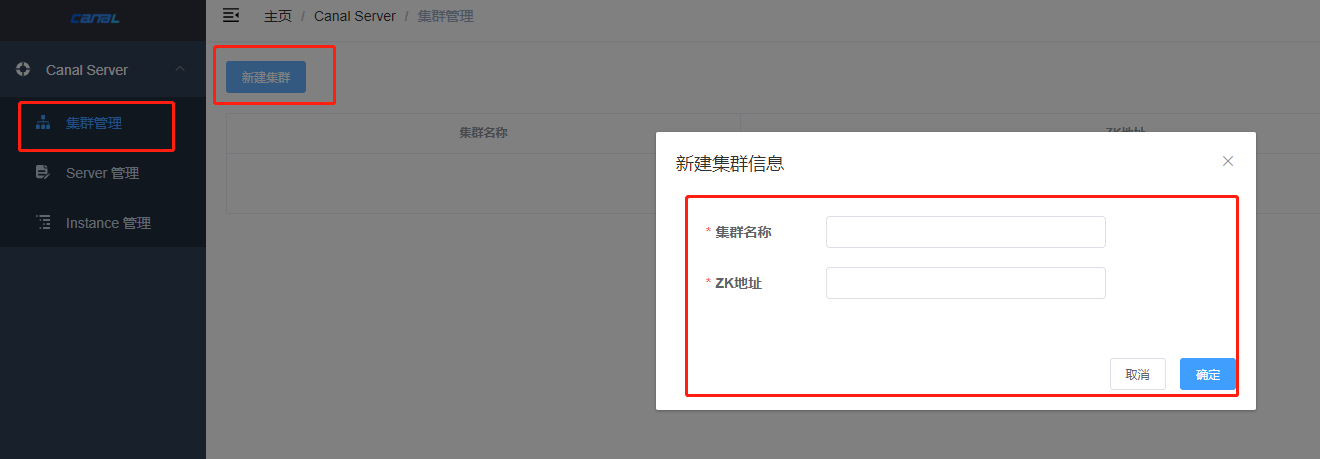 canal
主页 / Canal Server / 集群管理
Canal Server
集群管理
Server 管理
Instance 管理
新建集群
集群名称
ZK地址
新建集群信息
* 集群名称
* ZK地址
取消
确定